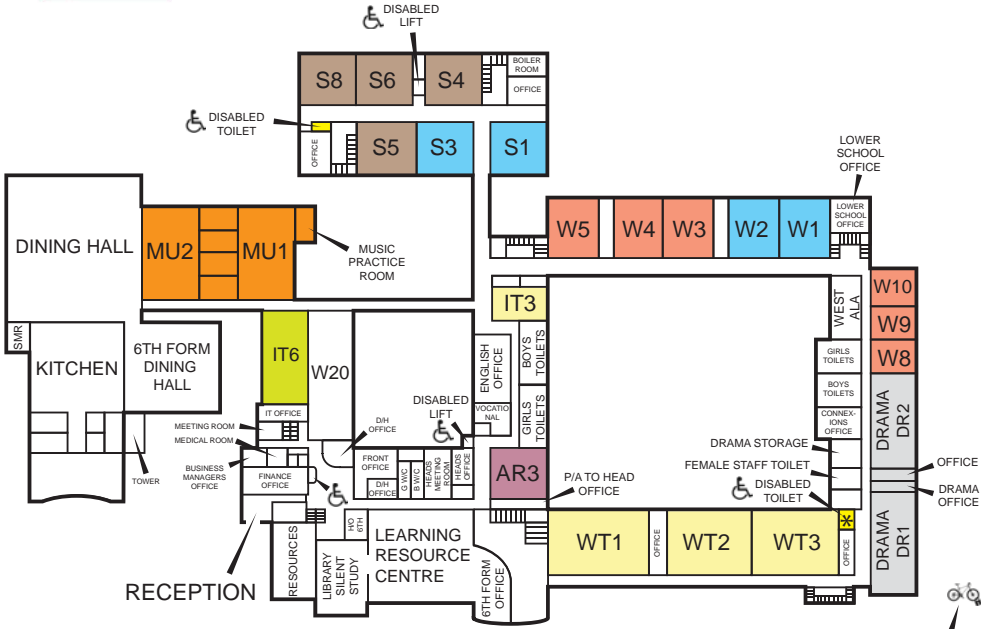 DISABLED
LIFT
S8
S6
S4
BOILER
ROOM
OFFICE
DISABLED
TOILET
OFFICE
S5
S3
S1
LOWER
SCHOOL
OFFICE
DINING HALL
MU2
MU1
MUSIC
PRACTICE
ROOM
W5
W4
W3
W2
W1
LOWER
SCHOOL
OFFICE
W10
W9
W8
IT3
WEST
ALA
SMR
KITCHEN
6TH FORM
DINING
HALL
IT6
W20
ENGLISH
OFFICE
BOYS
TOILETS
GIRLS
TOILETS
BOYS
TOILETS
CONNEX-
IONS
OFFICE
DRAMA
DR2
IT OFFICE
MEETING ROOM
MEDICAL ROOM
BUSINESS
MANAGERS
OFFICE
FINANCE
OFFICE
TOWER
D/H
OFFICE
DISABLED
LIFT
VOCATIO
NAL
GIRLS
TOILETS
FRONT
OFFICE
D/H
OFFICE
G W/C
B W/C
HEADS
MEETING
ROOM
HEADS
OFFICE
AR3
P/A TO HEAD
OFFICE
DRAMA STORAGE
FEMALE STAFF TOILET
DISABLED
TOILET
*
OFFICE
DRAMA
OFFICE
RECEPTION
RESOURCES
H/O
6TH
LIBRARY
SILENT
STUDY
LEARNING
RESOURCE
CENTRE
6TH FORM
OFFICE
WT1
OFFICE
WT2
WT3
OFFICE
DRAMA
DR1